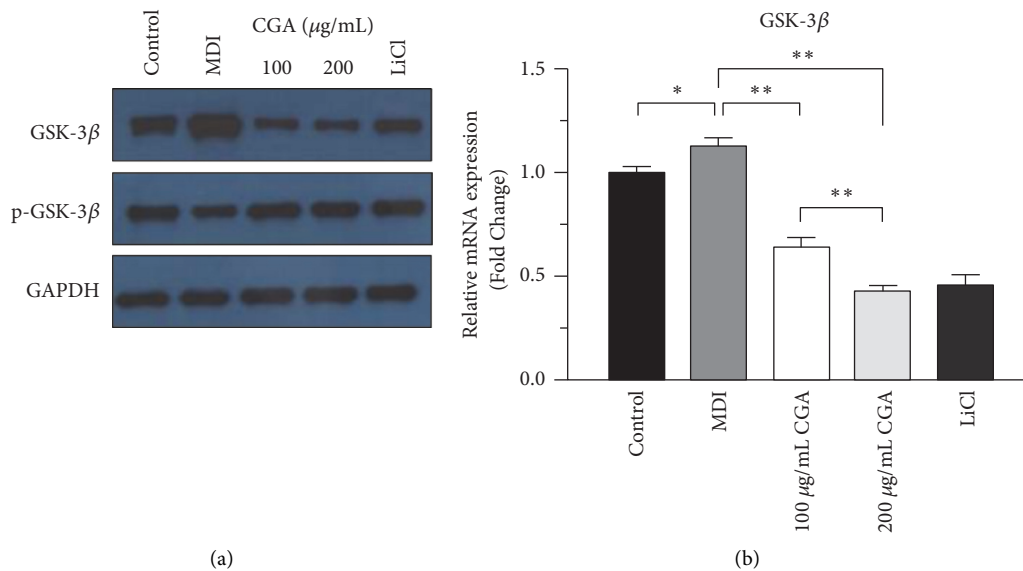 Control
MDI
CGA (μg/mL)
100
200
LiCl
GSK-3β
p-GSK-3β
GAPDH
(a)
GSK-3β
Relative mRNA expression
(Fold Change)
1.5
1.0
0.5
0.0
*
**
**
**
Control
MDI
100 μg/mL CGA
200 μg/mL CGA
LiCl
(b)